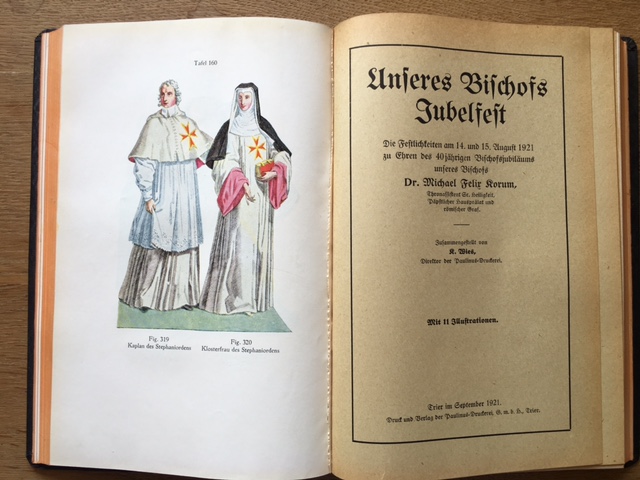 Tafel 160
Fig. 319
Kaplan des Stephaniordens
Fig. 320
Klosterfrau des Stephaniordens
Unseres Bischofs
Jubelfest
Die Festlichkeiten am 14. und 15. August 1921
zu Ehren des 40jährigen Bischofsjubiläums
unseres Bischofs
Dr. Michael Felix Korum,
Thronassistent Sr. Heiligkeit,
Päpstlicher Hausprälat und
römischer Graf.
Zusammengestellt von
K. Wies,
Direktor der Paulinus-Druckerei.
Mit 11 Illustrationen.
Trier im September 1921.
Druck und Verlag der Paulinus-Druckerei, G. m. b. H., Trier.